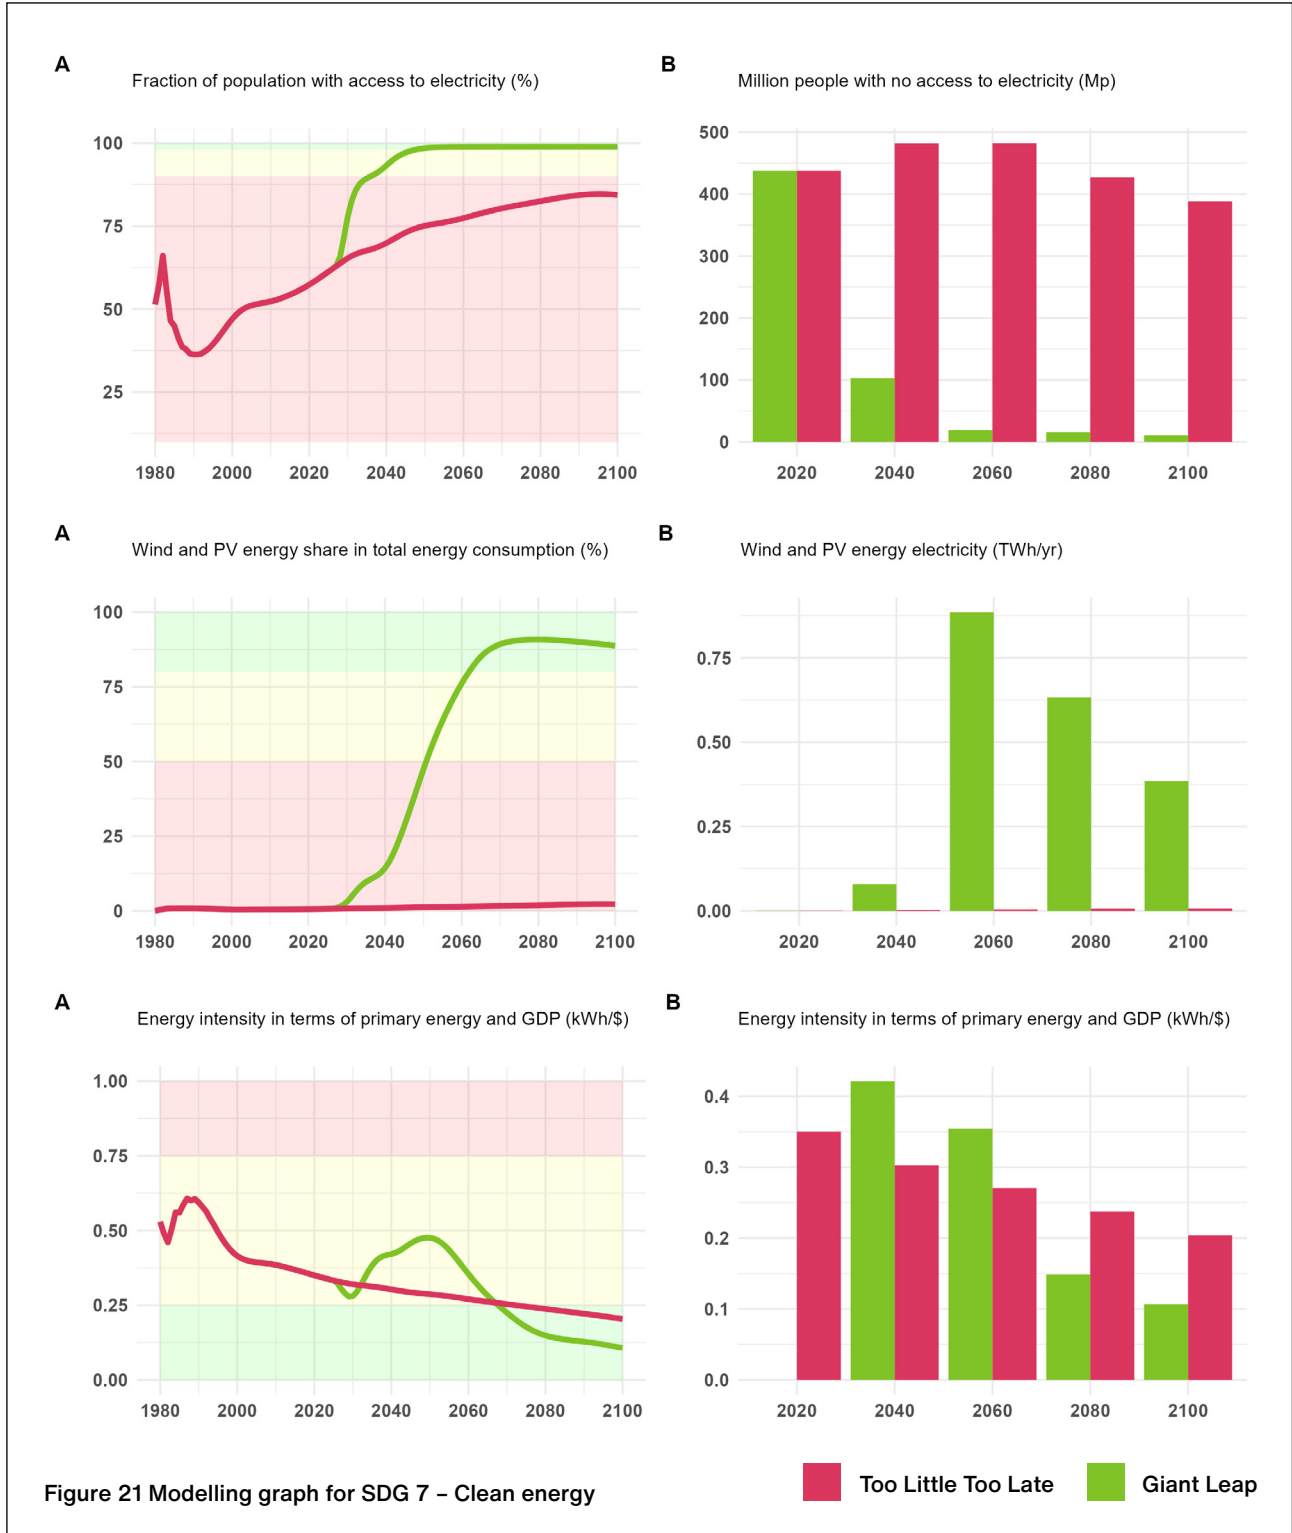 A
Fraction of population with access to electricity (%)
100
75
50
25
1980 2000 2020 2040 2060 2080 2100
B
Million people with no access to electricity (Mp)
500
400
300
200
100
0
2020 2040 2060 2080 2100
A
Wind and PV energy share in total energy consumption (%)
100
75
50
25
0
1980 2000 2020 2040 2060 2080 2100
B
Wind and PV energy electricity (TWh/yr)
0.75
0.50
0.25
0.00
2020 2040 2060 2080 2100
A
Energy intensity in terms of primary energy and GDP (kWh/$)
1.00
0.75
0.50
0.25
0.00
1980 2000 2020 2040 2060 2080 2100
B
Energy intensity in terms of primary energy and GDP (kWh/$)
0.4
0.3
0.2
0.1
0.0
2020 2040 2060 2080 2100
Figure 21 Modelling graph for SDG 7 – Clean energy
Too Little Too Late
Giant Leap